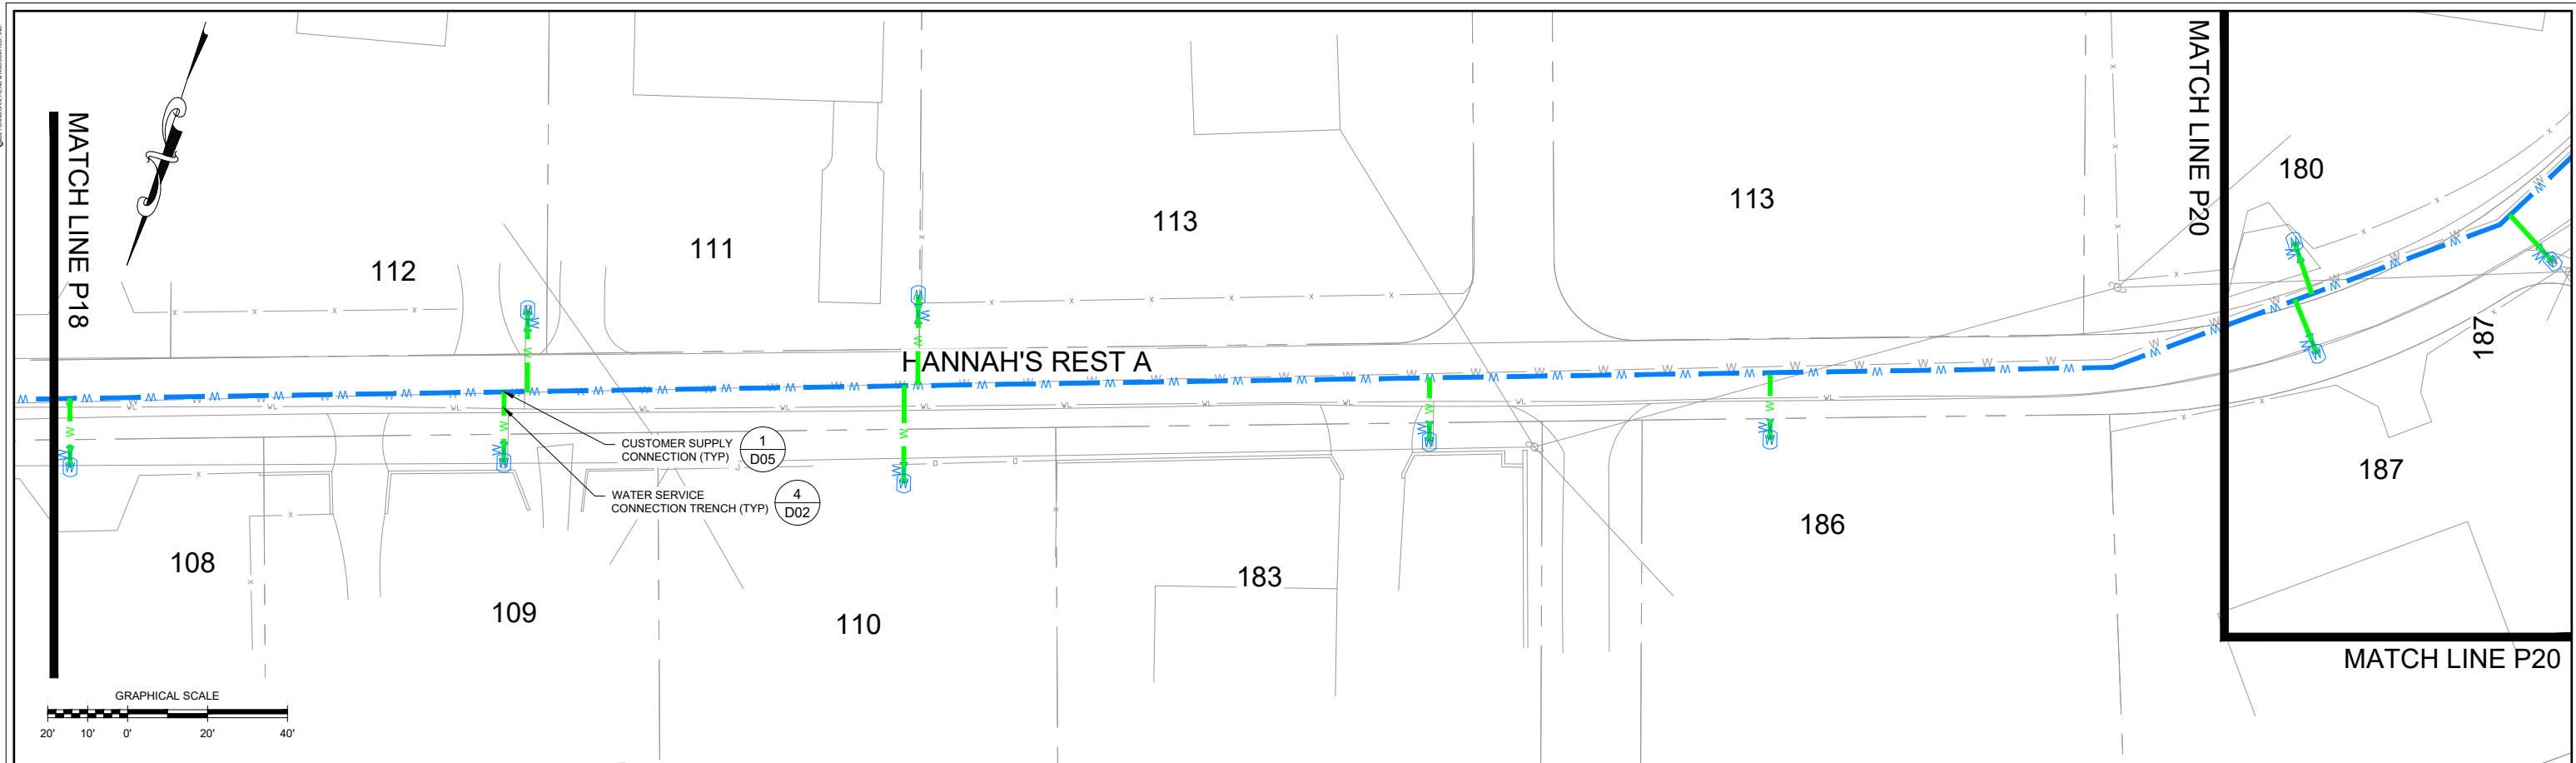 MATCH LINE P18
MATCH LINE P20
112
111
113
113
180
HANNAH'S REST A
187
CUSTOMER SUPPLY
CONNECTION (TYP)
1
D05
WATER SERVICE
CONNECTION TRENCH (TYP)
4
D02
187
186
108
109
110
183
MATCH LINE P20
GRAPHICAL SCALE
20' 10' 0' 20' 40'